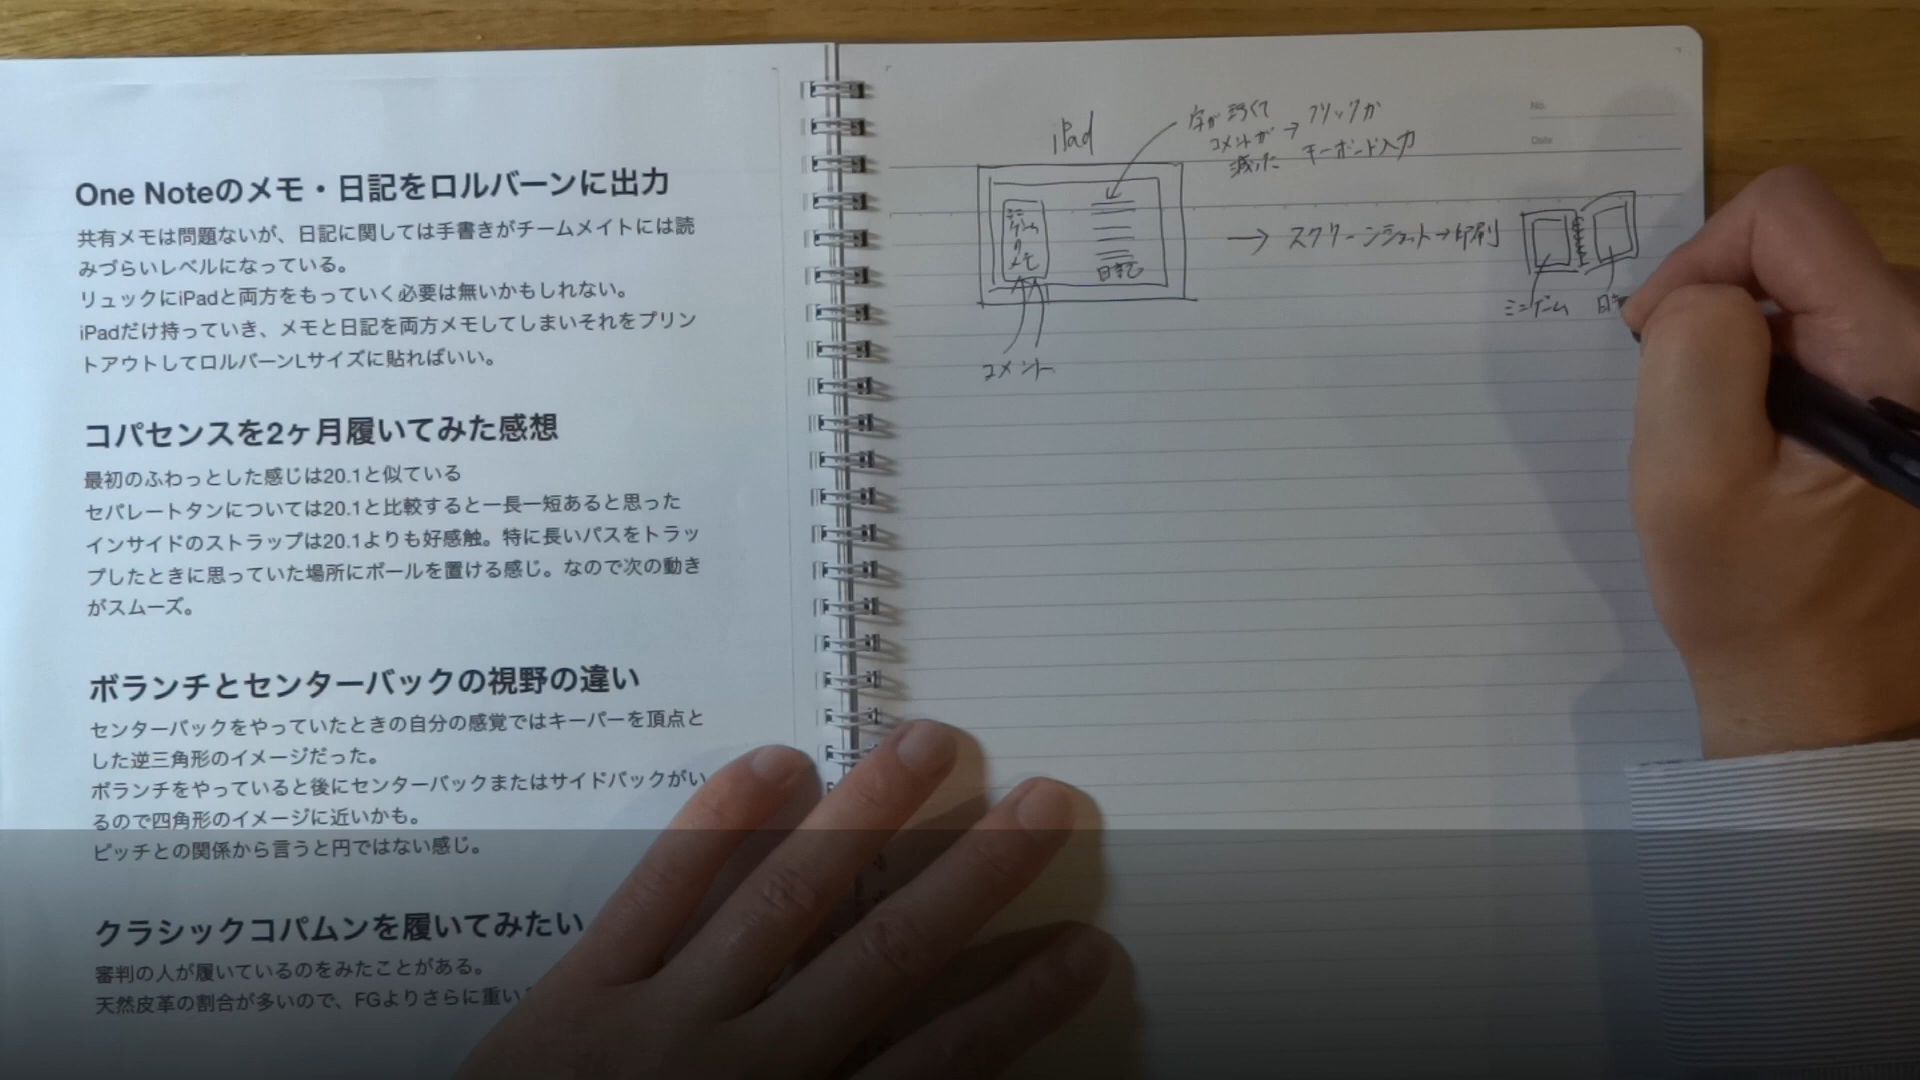 One Noteのメモ・日記をロルバーンに出力
共有メモは問題ないが、日記に関しては手書きがチームメイトには読
みづらいレベルになっている。
リュックにiPadと両方をもっていく必要は無いかもしれない。
iPadだけ持っていき、メモと日記を両方メモしてしまいそれをプリン
トアウトしてロルバーンLサイズに貼ればいい。
コパセンスを2ヶ月履いてみた感想
最初のふわっとした感じは20.1と似ている
セパレートタンについては20.1と比較すると一長一短あると思った
インサイドのストラップは20.1よりも好感触。特に長いパスをトラッ
プしたときに思っていた場所にボールを置ける感じ。なので次の動き
がスムーズ。
ボランチとセンターバックの視野の違い
センターバックをやっていたときの自分の感覚ではキーパーを頂点と
した逆三角形のイメージだった。
ボランチをやっていると後にセンターバックまたはサイドバックがい
るので四角形のイメージに近いかも。
ピッチとの関係から言うと円ではない感じ。
クラシックコパムンを履いてみたい
審判の人が履いているのをみたことがある。
天然皮革の割合が多いので、FGよりさらに重い
No.
Date
iPad
字が
コメントが
減った
→ フリックか
キーボード入力
ミニ
ゲーム
の
メモ
日記
コメント
→ スクリーンショット→印刷
ミニゲーム
日